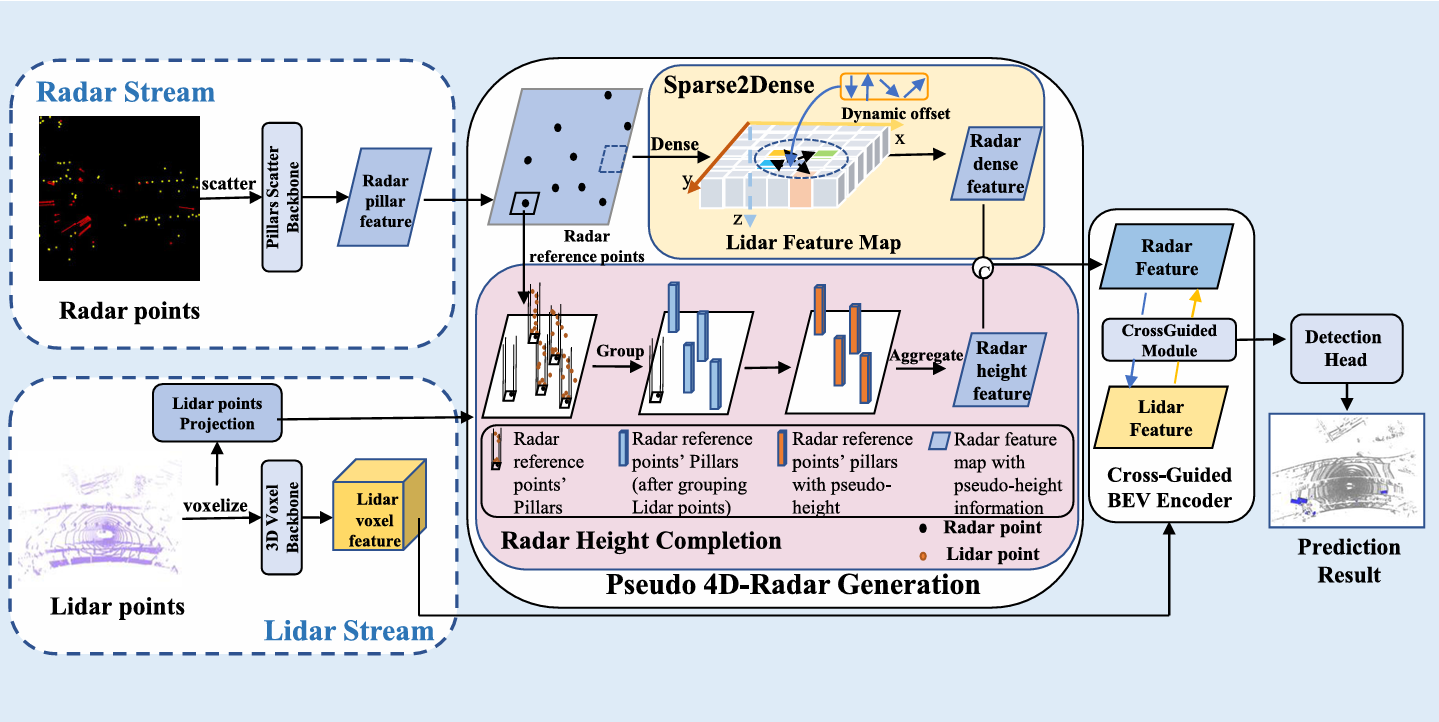 Radar Stream
scatter
Pillars Scatter
Backbone
Radar
pillar
feature
Radar points
Lidar points
Projection
voxelize
3D Voxel
Backbone
Lidar
voxel
feature
Lidar points
Lidar Stream
Radar
reference points
Dense
Sparse2Dense
Dynamic offset
x
y
z
Lidar Feature Map
Radar
dense
feature
C
Group
Aggregate
Radar
height
feature
Radar
reference
points'
Pillars
Radar reference
points' Pillars
(after grouping
Lidar points)
Radar reference
points' pillars
with pseudo-
height
Radar feature
map with
pseudo-height
information
Radar Height Completion
Radar point
Lidar point
Pseudo 4D-Radar Generation
Radar
Feature
CrossGuided
Module
Lidar
Feature
Cross-Guided
BEV Encoder
Detection
Head
Prediction
Result